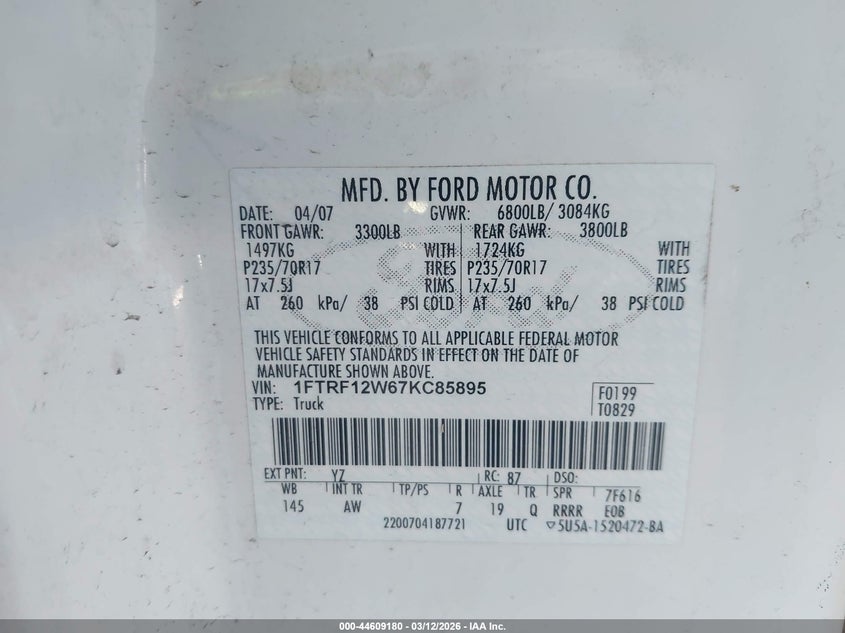 MFD. BY FORD MOTOR CO.
DATE: 04/07 GVWR: 6800LB/ 3084KG
FRONT GAWR: 3300LB REAR GAWR: 3800LB
1497KG WITH 1724KG WITH
P235/70R17 TIRES P235/70R17 TIRES
17x7.5J RIMS 17x7.5J RIMS
AT 260 kPa/ 38 PSI COLD AT 260 kPa/ 38 PSI COLD
THIS VEHICLE CONFORMS TO ALL APPLICABLE FEDERAL MOTOR
VEHICLE SAFETY STANDARDS IN EFFECT ON THE DATE OF
MANUFACTURE SHOWN ABOVE.
VIN: 1FTRF12W67KC85895 F0199
TYPE: Truck T0829
EXT PNT: YZ RC: 87 DSO:
WB INT TR TP/PS R AXLE TR SPR 7F616
145 AW 7 19 Q RRRR EOB
2200704187721 UTC ▽5U5A-1520472-BA
000-44609180 - 03/12/2026 - IAA Inc.